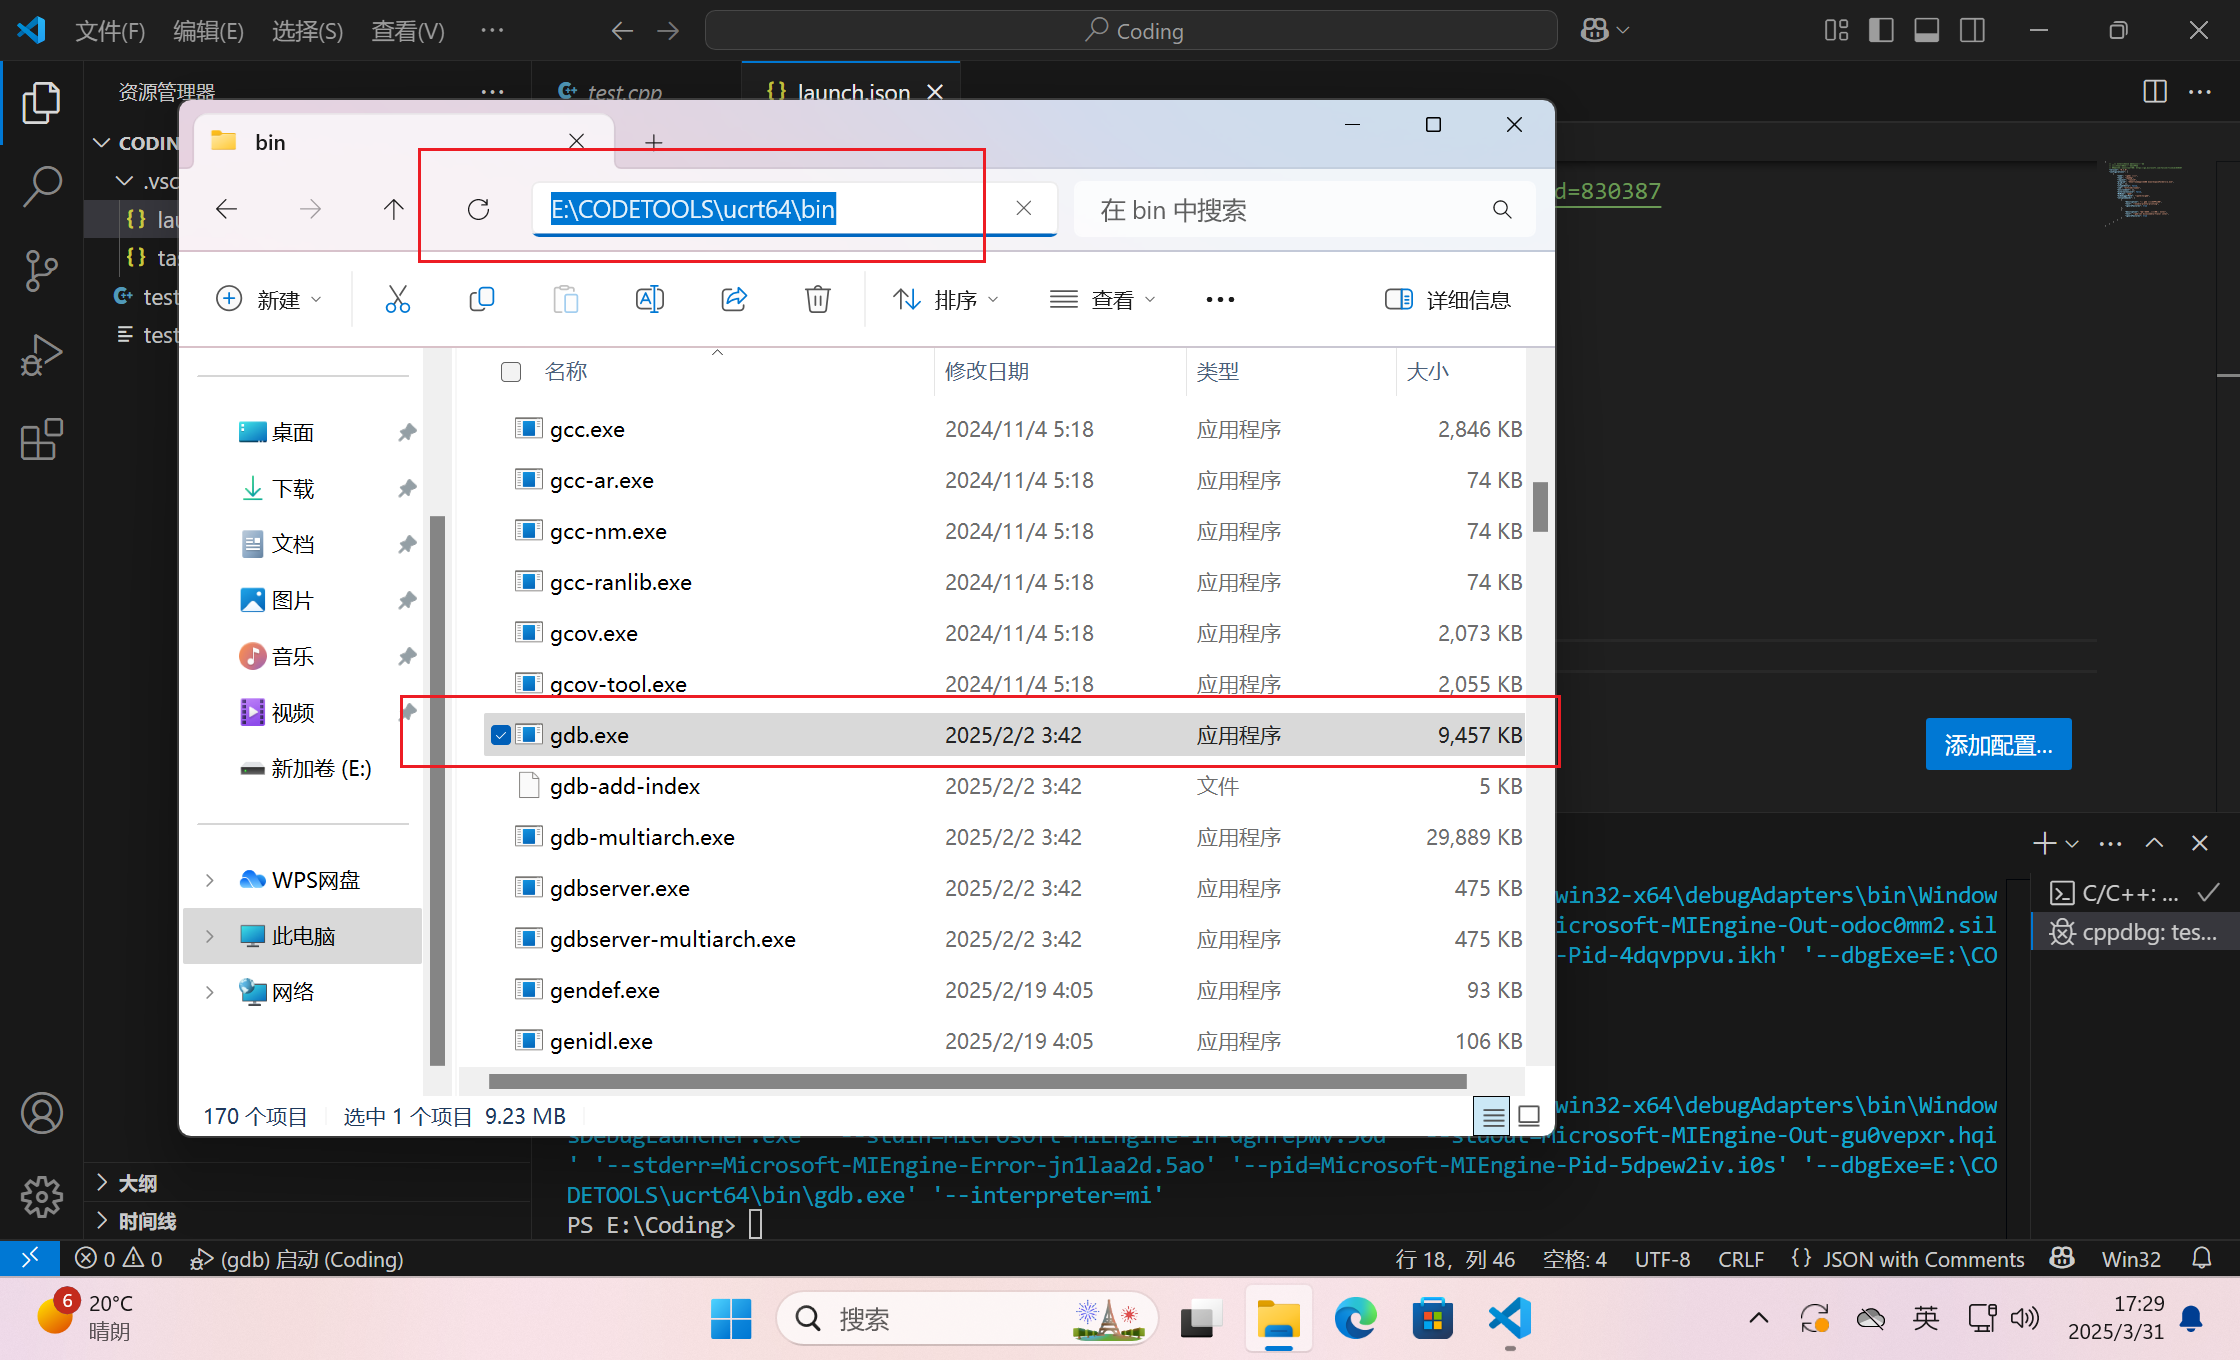 文件(F) 编辑(E) 选择(S) 查看(V) ··· Coding
资源管理器 ··· test.cpp launch.json
bin
.vsc
E:\CODETOOLS\ucrt64\bin
在 bin 中搜索
d=830387
新建 排序 查看 ··· 详细信息
test
test
名称 修改日期 类型 大小
桌面
下载
文档
图片
音乐
视频
新加卷 (E:)
WPS网盘
此电脑
网络
gcc.exe 2024/11/4 5:18 应用程序 2,846 KB
gcc-ar.exe 2024/11/4 5:18 应用程序 74 KB
gcc-nm.exe 2024/11/4 5:18 应用程序 74 KB
gcc-ranlib.exe 2024/11/4 5:18 应用程序 74 KB
gcov.exe 2024/11/4 5:18 应用程序 2,073 KB
gcov-tool.exe 2024/11/4 5:18 应用程序 2,055 KB
gdb.exe 2025/2/2 3:42 应用程序 9,457 KB
gdb-add-index 2025/2/2 3:42 文件 5 KB
gdb-multiarch.exe 2025/2/2 3:42 应用程序 29,889 KB
gdbserver.exe 2025/2/2 3:42 应用程序 475 KB
gdbserver-multiarch.exe 2025/2/2 3:42 应用程序 475 KB
gendef.exe 2025/2/19 4:05 应用程序 93 KB
genidl.exe 2025/2/19 4:05 应用程序 106 KB
170 个项目 选中 1 个项目 9.23 MB
添加配置...
win32-x64\debugAdapters\bin\Window
icrosoft-MIEngine-Out-odoc0mm2.sil
-Pid-4dqvppvu.ikh' '--dbgExe=E:\CO
C/C++: ...
cppdbg: tes...
win32-x64\debugAdapters\bin\Window
icrosoft-MIEngine-Out-gu0vepxr.hqi
' '--stderr=Microsoft-MIEngine-Error-jn1laa2d.5ao' '--pid=Microsoft-MIEngine-Pid-5dpew2iv.i0s' '--dbgExe=E:\CO
DETOOLS\ucrt64\bin\gdb.exe' '--interpreter=mi'
PS E:\Coding>
大纲
时间线
0 0 (gdb) 启动 (Coding) 行 18，列 46 空格: 4 UTF-8 CRLF {} JSON with Comments Win32
6 20°C
晴朗
搜索
英
17:29
2025/3/31